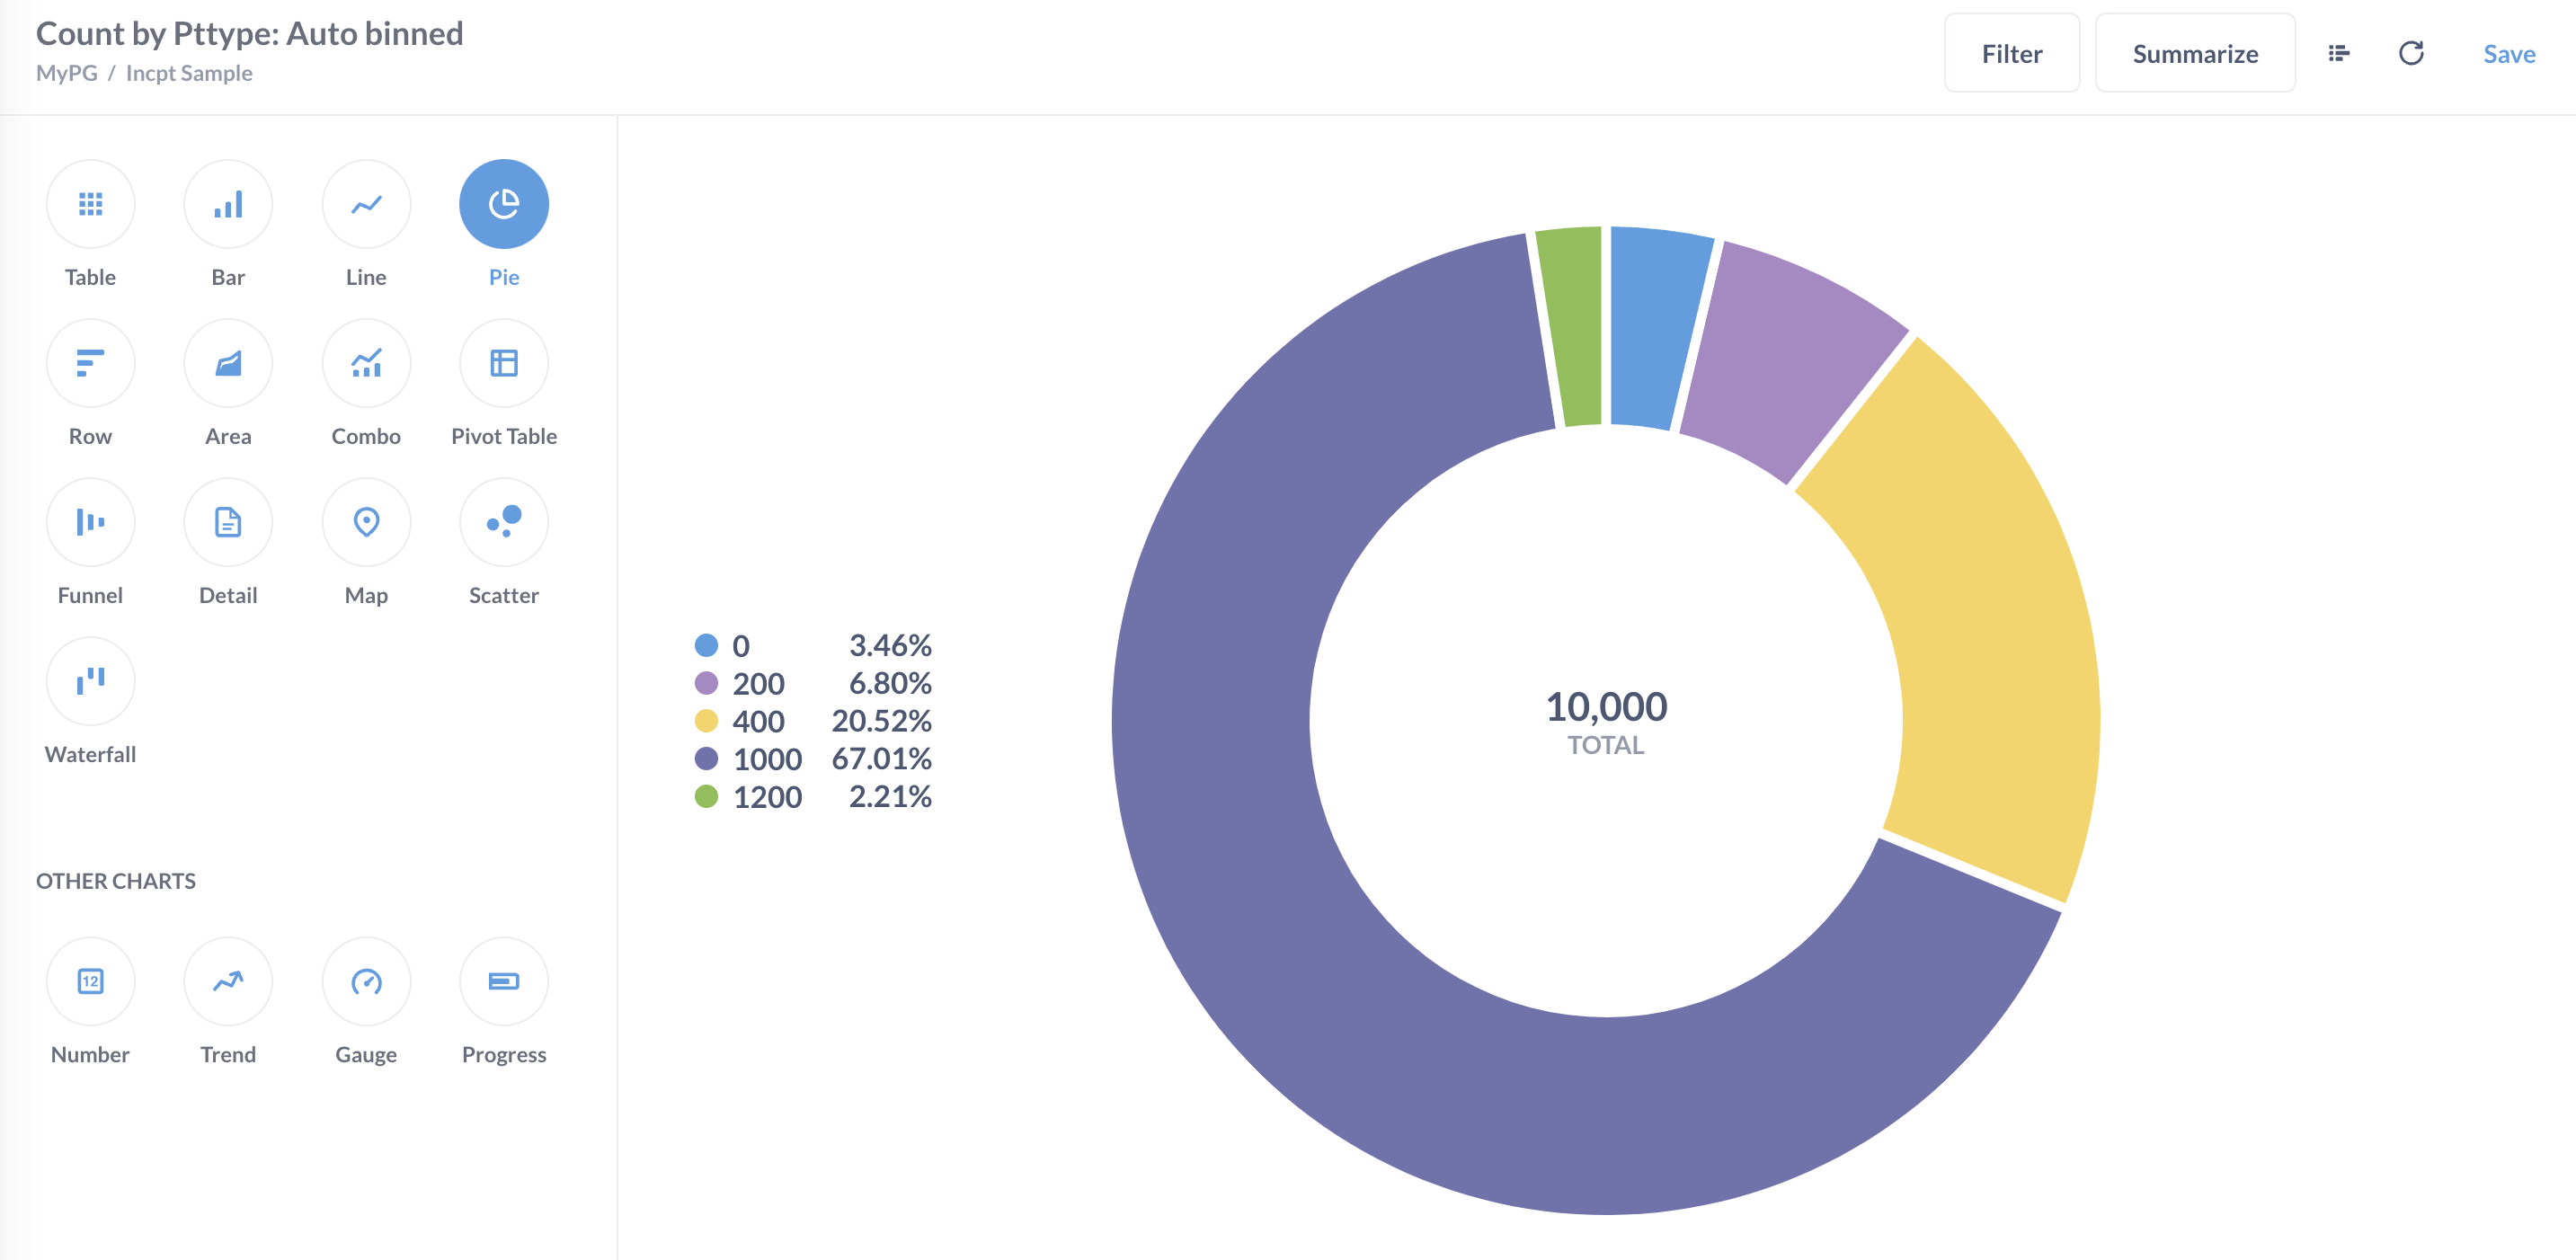 Count by Pttype: Auto binned
MyPG / Incpt Sample
Filter
Summarize
Save
Table
Bar
Line
Pie
Row
Area
Combo
Pivot Table
Funnel
Detail
Map
Scatter
Waterfall
OTHER CHARTS
12
Number
Trend
Gauge
Progress
0 3.46%
200 6.80%
400 20.52%
1000 67.01%
1200 2.21%
10,000
TOTAL